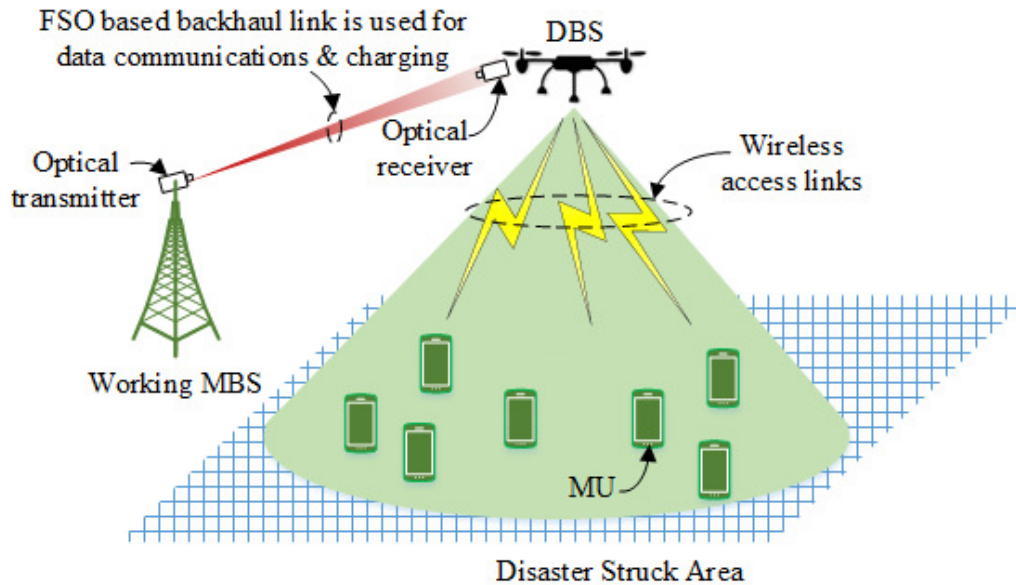 FSO based backhaul link is used for
data communications & charging
DBS
Optical
receiver
Optical
transmitter
Wireless
access links
Working MBS
MU
Disaster Struck Area